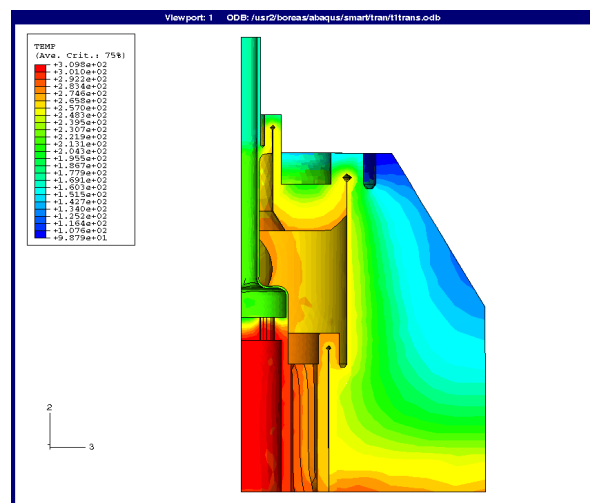 Viewport: 1 ODB: /usr2/boreas/abaqus/smart/tran/t1trans.odb
TEMP
(Ave. Crit.: 75%)
+3.098e+02
+3.010e+02
+2.922e+02
+2.834e+02
+2.746e+02
+2.658e+02
+2.570e+02
+2.483e+02
+2.395e+02
+2.307e+02
+2.219e+02
+2.131e+02
+2.043e+02
+1.955e+02
+1.867e+02
+1.779e+02
+1.691e+02
+1.603e+02
+1.515e+02
+1.427e+02
+1.340e+02
+1.252e+02
+1.164e+02
+1.076e+02
+9.879e+01
2
3